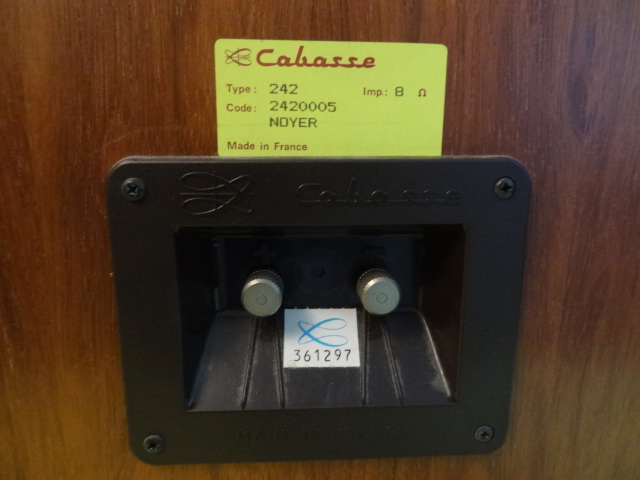 Cabasse
Type: 242 Imp.: 8 Ω
Code: 2420005
NOYER
Made in France
Cabasse
+ −
361297